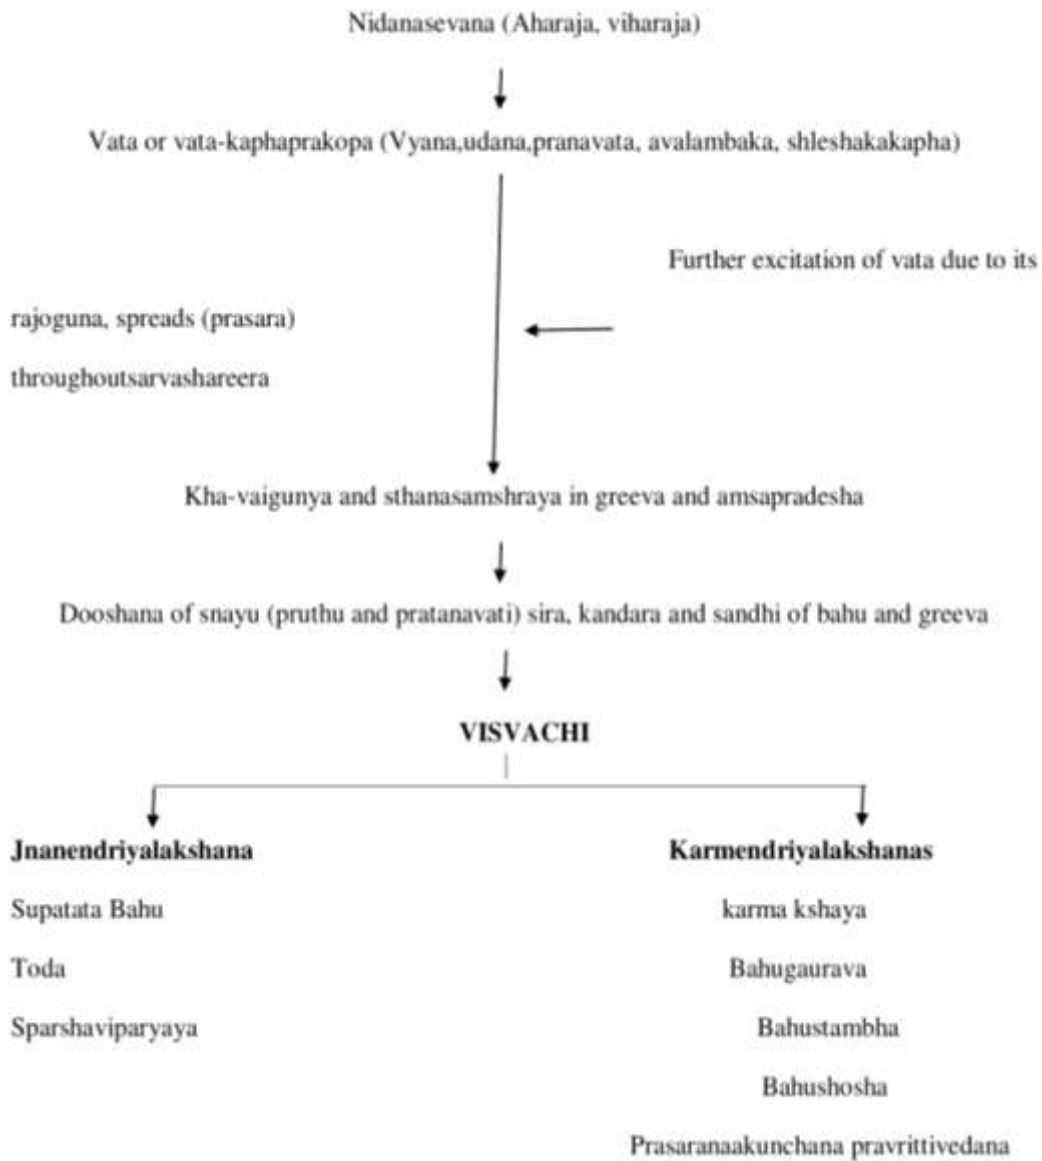 Nidanasevana (Aharaja, viharaja)
Vata or vata-kaphaprakopa (Vyana,udana,pranavata, avalambaka, shleshakakapha)
Further excitation of vata due to its
rajoguna, spreads (prasara)
throughoutsarvashareera
Kha-vaigunya and sthanasamshraya in greeva and amsapradesha
Dooshana of snayu (pruthu and pratanavati) sira, kandara and sandhi of bahu and greeva
VISVACHI
Jnanendriyalakshana
Supatata Bahu
Toda
Sparshaviparyaya
Karmendriyalakshanas
karma kshaya
Bahugaurava
Bahustambha
Bahushosha
Prasaranaakunchana pravrittivedana